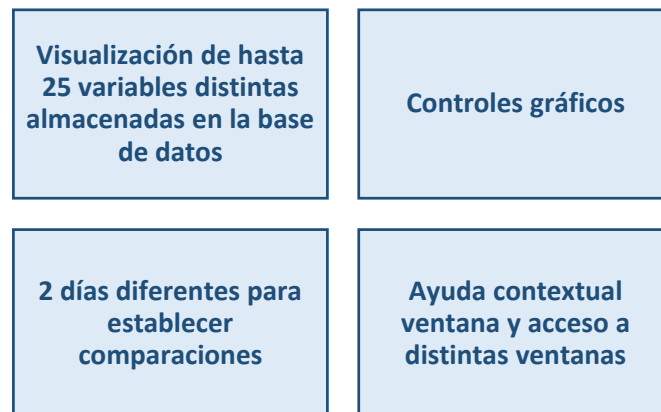 Visualización de hasta
25 variables distintas
almacenadas en la base
de datos
Controles gráficos
2 días diferentes para
establecer
comparaciones
Ayuda contextual
ventana y acceso a
distintas ventanas